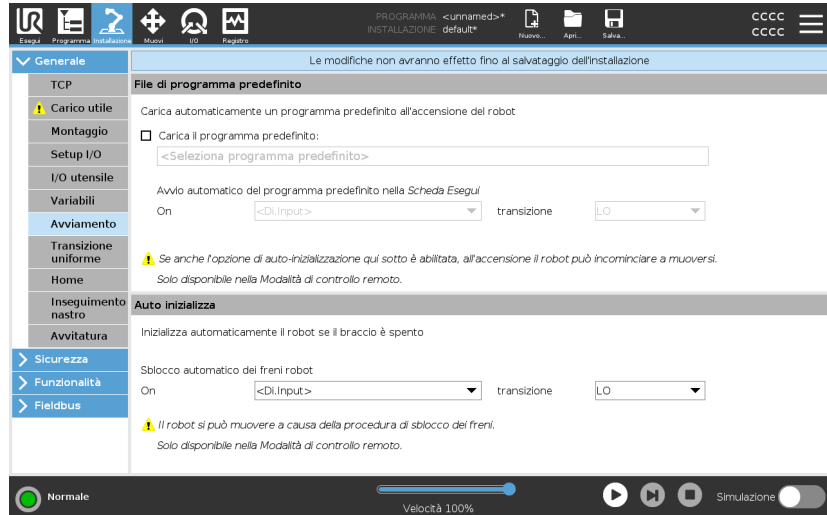 UR
PROGRAMMA <unnamed>*
INSTALLAZIONE default*
cccc
cccc
Esegui Programma Installazione Muovi I/O Registro Nuovo... Apri... Salva...
Generale
TCP
Carico utile
Montaggio
Setup I/O
I/O utensile
Variabili
Avviamento
Transizione
uniforme
Home
Inseguimento
nastro
Avvitatura
Sicurezza
Funzionalità
Fieldbus
Le modifiche non avranno effetto fino al salvataggio dell'installazione
File di programma predefinito
Carica automaticamente un programma predefinito all'accensione del robot
Carica il programma predefinito:
<Seleziona programma predefinito>
Avvio automatico del programma predefinito nella Scheda Esegui
On <Di.Input> transizione LO
Se anche l'opzione di auto-inizializzazione qui sotto è abilitata, all'accensione il robot può incominciare a muoversi.
Solo disponibile nella Modalità di controllo remoto.
Auto inizializza
Inizializza automaticamente il robot se il braccio è spento
Sblocco automatico dei freni robot
On <Di.Input> transizione LO
Il robot si può muovere a causa della procedura di sblocco dei freni.
Solo disponibile nella Modalità di controllo remoto.
Normale
Velocità 100%
Simulazione